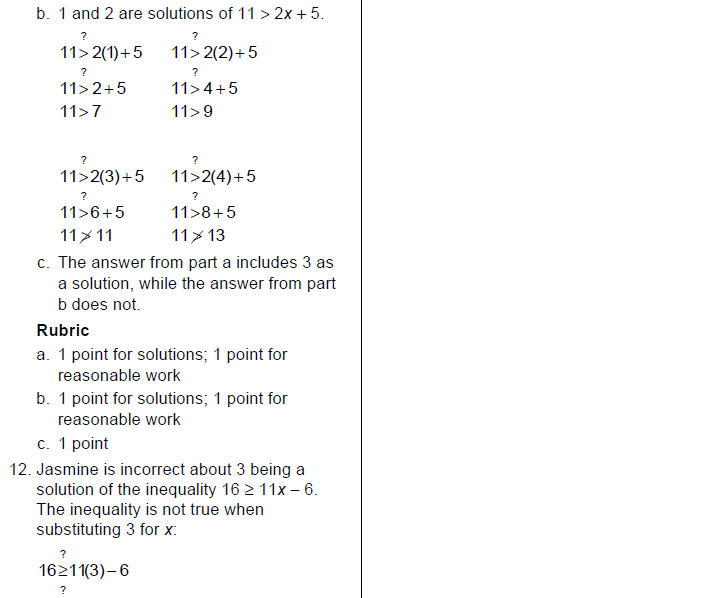 b. 1 and 2 are solutions of 11 > 2x + 5.
? ?
11 > 2(1)+5 11 > 2(2)+5
? ?
11 > 2+5 11 > 4+5
11 > 7 11 > 9
? ?
11>2(3)+5 11>2(4)+5
? ?
11>6+5 11>8+5
11 ≯ 11 11 ≯ 13
c. The answer from part a includes 3 as
a solution, while the answer from part
b does not.
Rubric
a. 1 point for solutions; 1 point for
reasonable work
b. 1 point for solutions; 1 point for
reasonable work
c. 1 point
12. Jasmine is incorrect about 3 being a
solution of the inequality 16 ≥ 11x – 6.
The inequality is not true when
substituting 3 for x:
?
16≥11(3)–6
?